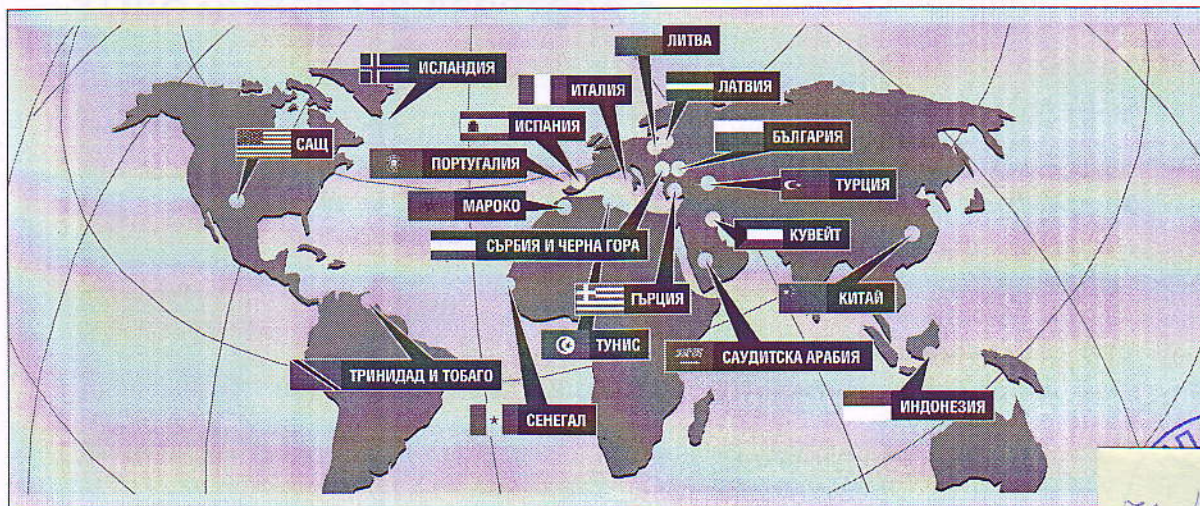 ЛИТВА
ИСЛАНДИЯ
ЛАТВИЯ
ИТАЛИЯ
ИСПАНИЯ
БЪЛГАРИЯ
САЩ
ПОРТУГАЛИЯ
ТУРЦИЯ
МАРОКО
КУВЕЙТ
СЪРБИЯ И ЧЕРНА ГОРА
ГЪРЦИЯ
КИТАЙ
ТУНИС
САУДИТСКА АРАБИЯ
ТРИНИДАД И ТОБАГО
ИНДОНЕЗИЯ
СЕНЕГАЛ